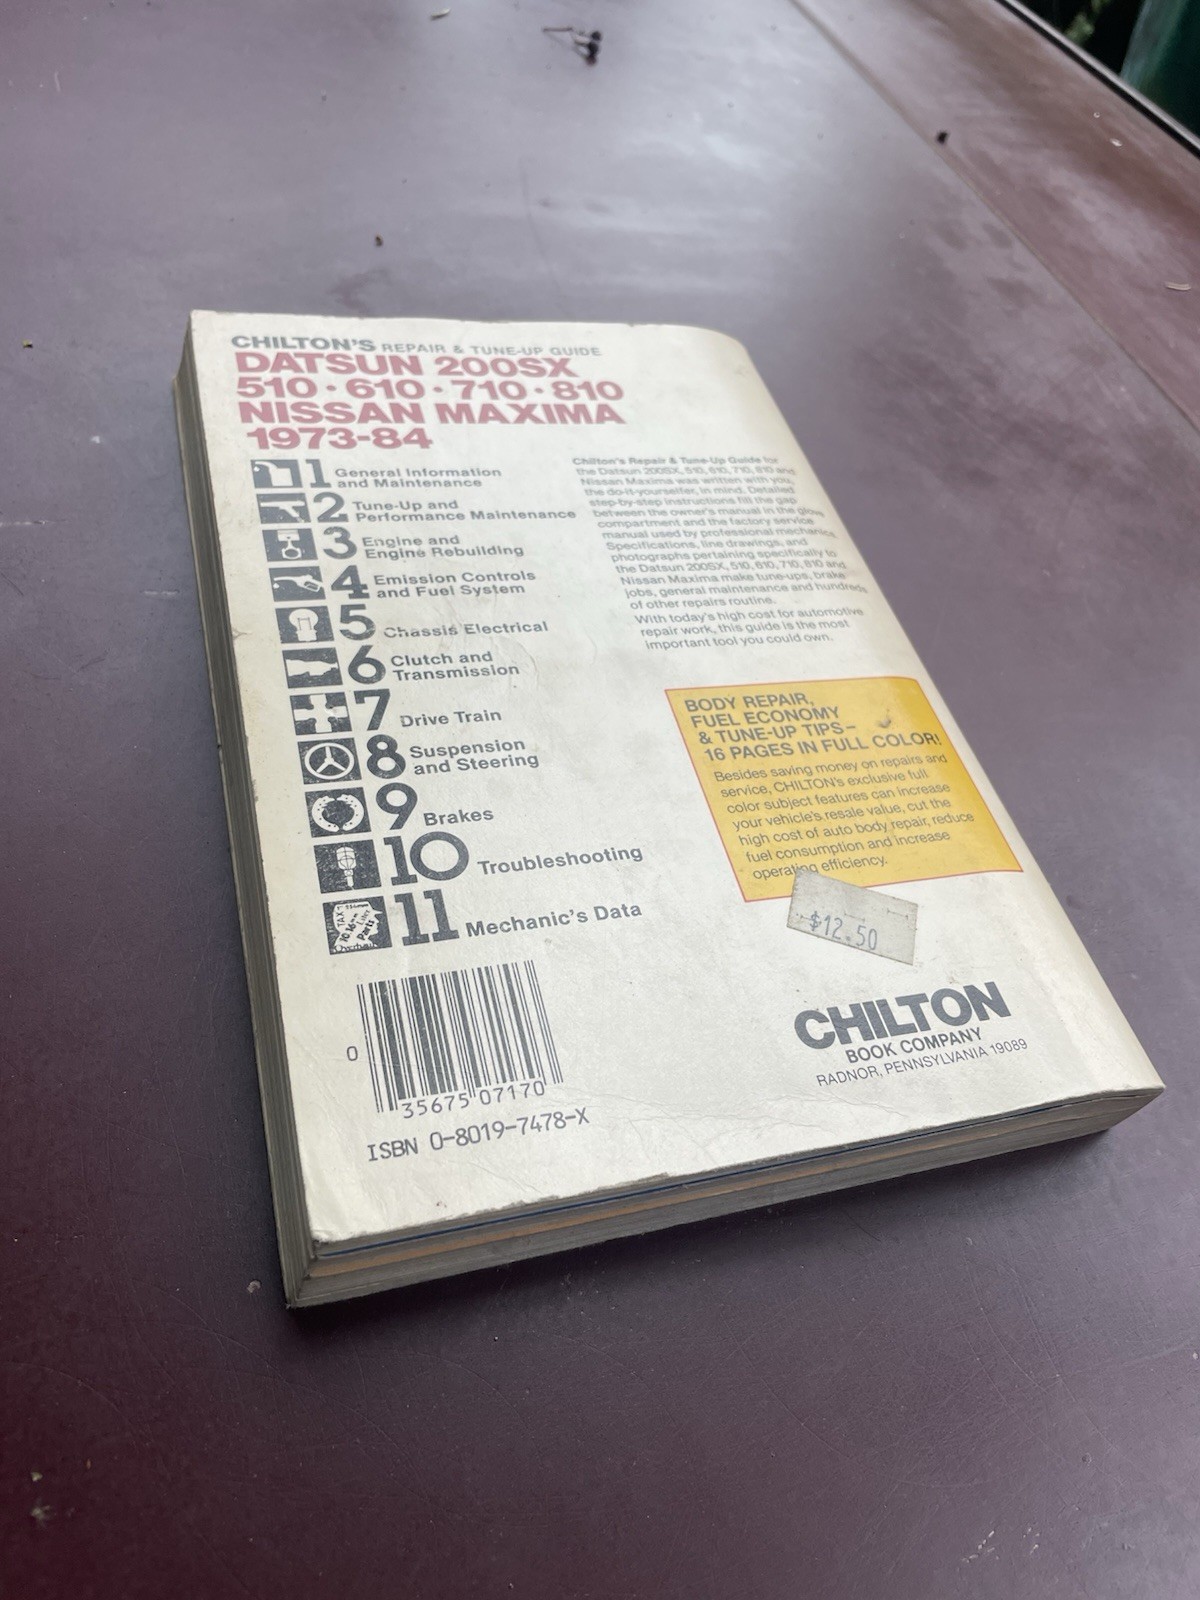 CHILTON'S REPAIR & TUNE-UP GUIDE
DATSUN 200SX
510 • 610 • 710 • 810
NISSAN MAXIMA
1973-84
1 General Information
and Maintenance
2 Tune-Up and
Performance Maintenance
3 Engine and
Engine Rebuilding
4 Emission Controls
and Fuel System
5 Chassis Electrical
6 Clutch and
Transmission
7 Drive Train
8 Suspension
and Steering
9 Brakes
10 Troubleshooting
11 Mechanic's Data
Chilton's Repair & Tune-Up Guide for
the Datsun 200SX, 510, 610, 710, 810 and
Nissan Maxima was written with you,
the do-it-yourselfer, in mind. Detailed
step-by-step instructions fill the gap
between the owner's manual in the glove
compartment and the factory service
manual used by professional mechanics.
Specifications, line drawings, and
photographs pertaining specifically to
the Datsun 200SX, 510, 610, 710, 810 and
Nissan Maxima make tune-ups, brake
jobs, general maintenance and hundreds
of other repairs routine.
With today's high cost for automotive
repair work, this guide is the most
important tool you could own.
BODY REPAIR,
FUEL ECONOMY
& TUNE-UP TIPS—
16 PAGES IN FULL COLOR!
Besides saving money on repairs and
service, CHILTON's exclusive full
color subject features can increase
your vehicle's resale value, cut the
high cost of auto body repair, reduce
fuel consumption and increase
operating efficiency.
$12.50
CHILTON
BOOK COMPANY
RADNOR, PENNSYLVANIA 19089
0 35675 07170
ISBN 0-8019-7478-X